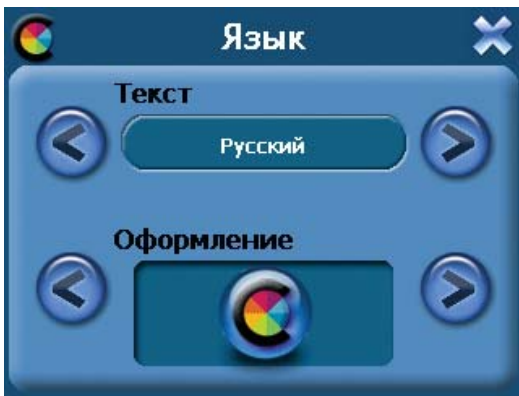 Язык
Текст
Русский
Оформление